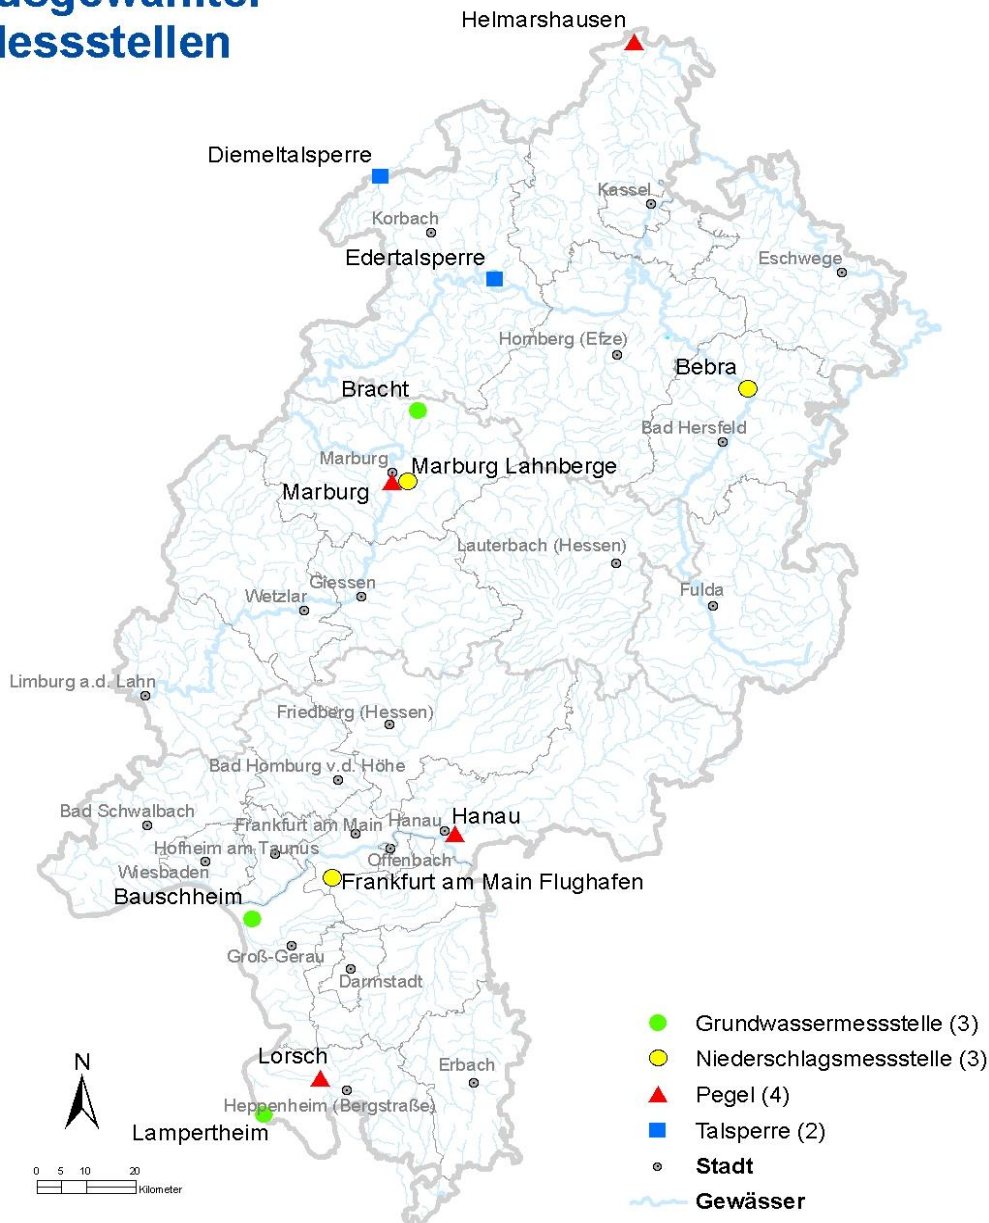 Messstellen
Helmarshausen
Diemeltalsperre
Kassel
Korbach
Edertalsperre
Eschwege
Homberg (Efze)
Bebra
Bracht
Bad Hersfeld
Marburg
Marburg Lahnberge
Marburg
Lauterbach (Hessen)
Giessen
Wetzlar
Fulda
Limburg a.d. Lahn
Friedberg (Hessen)
Bad Homburg v.d. Höhe
Bad Schwalbach
Frankfurt am Main
Hanau
Hanau
Hofheim am Taunus
Offenbach
Wiesbaden
Frankfurt am Main Flughafen
Bauschheim
Groß-Gerau
Darmstadt
Grundwassermessstelle (3)
Niederschlagsmessstelle (3)
Pegel (4)
Talsperre (2)
Stadt
Gewässer
N
Lorsch
Erbach
Heppenheim (Bergstraße)
Lampertheim
0 5 10 20
Kilometer